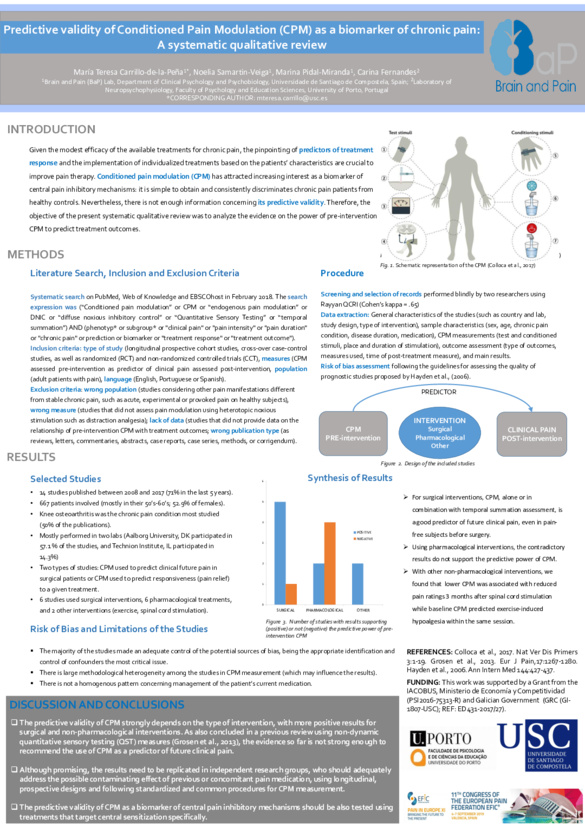 Predictive validity of Conditioned Pain Modulation (CPM) as a biomarker of chronic pain:
A systematic qualitative review
María Teresa Carrillo-de-la-Peña1*, Noelia Samartin-Veiga1, Marina Pidal-Miranda1, Carina Fernandes2
1Brain and Pain (BaP) Lab, Department of Clinical Psychology and Psychobiology, Universidade de Santiago de Compostela, Spain; 2Laboratory of
Neuropsychophysiology, Faculty of Psychology and Education Sciences, University of Porto, Portugal
*CORRESPONDING AUTHOR: mteresa.carrillo@usc.es
BaP
Brain and Pain
INTRODUCTION
Given the modest efficacy of the available treatments for chronic pain, the pinpointing of predictors of treatment
response and the implementation of individualized treatments based on the patients' characteristics are crucial to
improve pain therapy. Conditioned pain modulation (CPM) has attracted increasing interest as a biomarker of
central pain inhibitory mechanisms: it is simple to obtain and consistently discriminates chronic pain patients from
healthy controls. Nevertheless, there is not enough information concerning its predictive validity. Therefore, the
objective of the present systematic qualitative review was to analyze the evidence on the power of pre-intervention
CPM to predict treatment outcomes.
Test stimuli
Conditioning stimuli
Fig. 1. Schematic representation of the CPM (Colloca et al., 2017)
METHODS
Literature Search, Inclusion and Exclusion Criteria
Systematic search on PubMed, Web of Knowledge and EBSCOhost in February 2018. The search
expression was ("Conditioned pain modulation" or CPM or "endogenous pain modulation" or
DNIC or "diffuse noxious inhibitory control" or "Quantitative Sensory Testing" or "temporal
summation") AND (phenotyp* or subgroup* or "clinical pain" or "pain intensity" or "pain duration"
or "chronic pain" or prediction or biomarker or "treatment response" or "treatment outcome").
Inclusion criteria: type of study (longitudinal prospective cohort studies, cross-over case-control
studies, as well as randomized (RCT) and non-randomized controlled trials (CCT), measures (CPM
assessed pre-intervention as predictor of clinical pain assessed post-intervention, population
(adult patients with pain), language (English, Portuguese or Spanish).
Exclusion criteria: wrong population (studies considering other pain manifestations different
from stable chronic pain, such as acute, experimental or provoked pain on healthy subjects),
wrong measure (studies that did not assess pain modulation using heterotopic noxious
stimulation such as distraction analgesia); lack of data (studies that did not provide data on the
relationship of pre-intervention CPM with treatment outcomes; wrong publication type (as
reviews, letters, commentaries, abstracts, case reports, case series, methods, or corrigendum).
Procedure
Screening and selection of records performed blindly by two researchers using
Rayyan QCRI (Cohen's kappa = .65)
Data extraction: General characteristics of the studies (such as country and lab,
study design, type of intervention), sample characteristics (sex, age, chronic pain
condition, disease duration, medication), CPM measurements (test and conditioned
stimuli, place and duration of stimulation), outcome assessment (type of outcomes,
measures used, time of post-treatment measure), and main results.
Risk of bias assessment following the guidelines for assessing the quality of
prognostic studies proposed by Hayden et al., (2006).
PREDICTOR
CPM
PRE-intervention
INTERVENTION
Surgical
Pharmacological
Other
CLINICAL PAIN
POST-intervention
Figure 2. Design of the included studies
RESULTS
Selected Studies
• 14 studies published between 2008 and 2017 (71% in the last 5 years).
• 667 patients involved (mostly in their 50's-60's; 52.9% of females).
• Knee osteoarthritis was the chronic pain condition most studied
(50% of the publications).
• Mostly performed in two labs (Aalborg University, DK participated in
57.1% of the studies, and Technion Institute, IL participated in
14.3%)
• Two types of studies: CPM used to predict clinical future pain in
surgical patients or CPM used to predict responsiveness (pain relief)
to a given treatment.
• 6 studies used surgical interventions, 6 pharmacological treatments,
and 2 other interventions (exercise, spinal cord stimulation).
Synthesis of Results
POSITIVE
NEGATIVE
SURGICAL
PHARMACOLOGICAL
OTHER
Figure 3. Number of studies with results supporting
(positive) or not (negative) the predictive power of pre-
intervention CPM
➤ For surgical interventions, CPM, alone or in
combination with temporal summation assessment, is
a good predictor of future clinical pain, even in pain-
free subjects before surgery.
➤ Using pharmacological interventions, the contradictory
results do not support the predictive power of CPM.
➤ With other non-pharmacological interventions, we
found that lower CPM was associated with reduced
pain ratings 3 months after spinal cord stimulation
while baseline CPM predicted exercise-induced
hypoalgesia within the same session.
Risk of Bias and Limitations of the Studies
• The majority of the studies made an adequate control of the potential sources of bias, being the appropriate identification and
control of confounders the most critical issue.
• There is large methodological heterogeneity among the studies in CPM measurement (which may influence the results).
• There is not a homogenous pattern concerning management of the patient's current medication.
DISCUSSION AND CONCLUSIONS
❑ The predictive validity of CPM strongly depends on the type of intervention, with more positive results for
surgical and non-pharmacological interventions. As also concluded in a previous review using non-dynamic
quantitative sensory testing (QST) measures (Grosen et al., 2013), the evidence so far is not strong enough to
recommend the use of CPM as a predictor of future clinical pain.
❑ Although promising, the results need to be replicated in independent research groups, who should adequately
address the possible contaminating effect of previous or concomitant pain medication, using longitudinal,
prospective designs and following standardized and common procedures for CPM measurement.
❑ The predictive validity of CPM as a biomarker of central pain inhibitory mechanisms should be also tested using
treatments that target central sensitization specifically.
REFERENCES: Colloca et al., 2017. Nat Ver Dis Primers
3:1-19. Grosen et al., 2013. Eur J Pain,17:1267-1280.
Hayden et al., 2006. Ann Intern Med 144:427-437.
FUNDING: This work was supported by a Grant from the
IACOBUS, Ministerio de Economía y Competitividad
(PSI2016-75313-R) and Galician Government (GRC (GI-
1807-USC); REF: ED431-2017/27).
U.PORTO
FACULDADE DE PSICOLOGIA
E DE CIÊNCIAS DA EDUCAÇÃO
UNIVERSIDADE DO PORTO
USC
UNIVERSIDADE
DE SANTIAGO
DE COMPOSTELA
EFIC
PAIN IN EUROPE XI
BRINGING THE FUTURE TO
THE PRESENT
11TH CONGRESS OF
THE EUROPEAN PAIN
FEDERATION EFIC®
4-7 SEPTEMBER 2019
VALENCIA, SPAIN